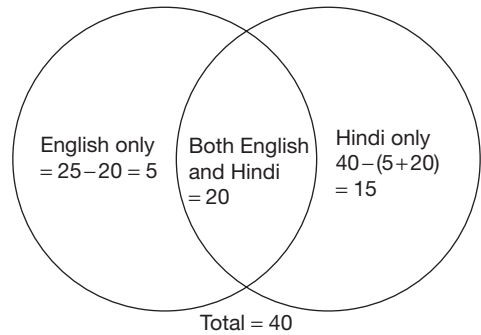 English only
= 25−20 = 5
Both English
and Hindi
= 20
Hindi only
40−(5+20)
= 15
Total = 40